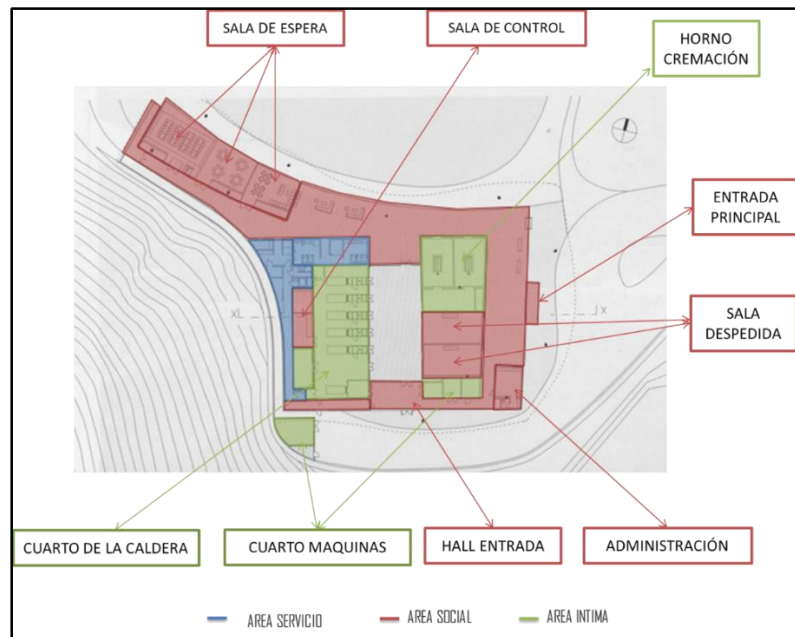 SALA DE ESPERA
SALA DE CONTROL
HORNO
CREMACIÓN
ENTRADA
PRINCIPAL
SALA
DESPEDIDA
CUARTO DE LA CALDERA
CUARTO MAQUINAS
HALL ENTRADA
ADMINISTRACIÓN
AREA SERVICIO
AREA SOCIAL
AREA INTIMA